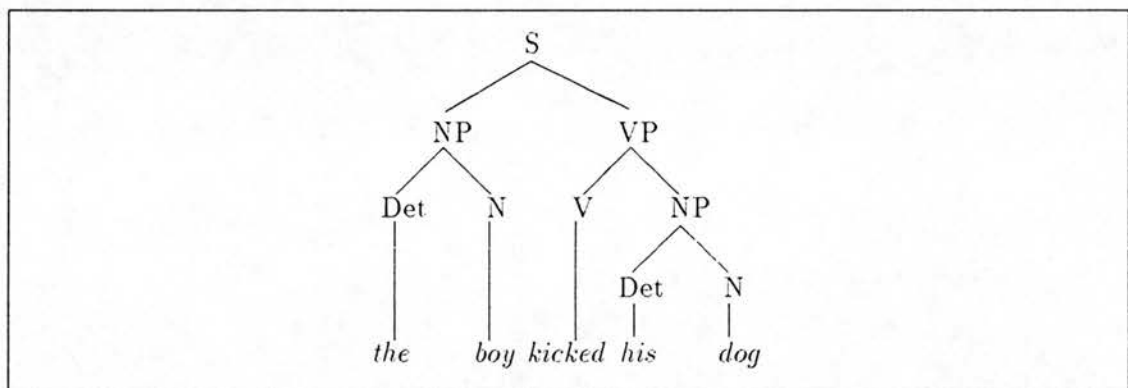 S
NP VP
Det N V NP
Det N
the boy kicked his dog